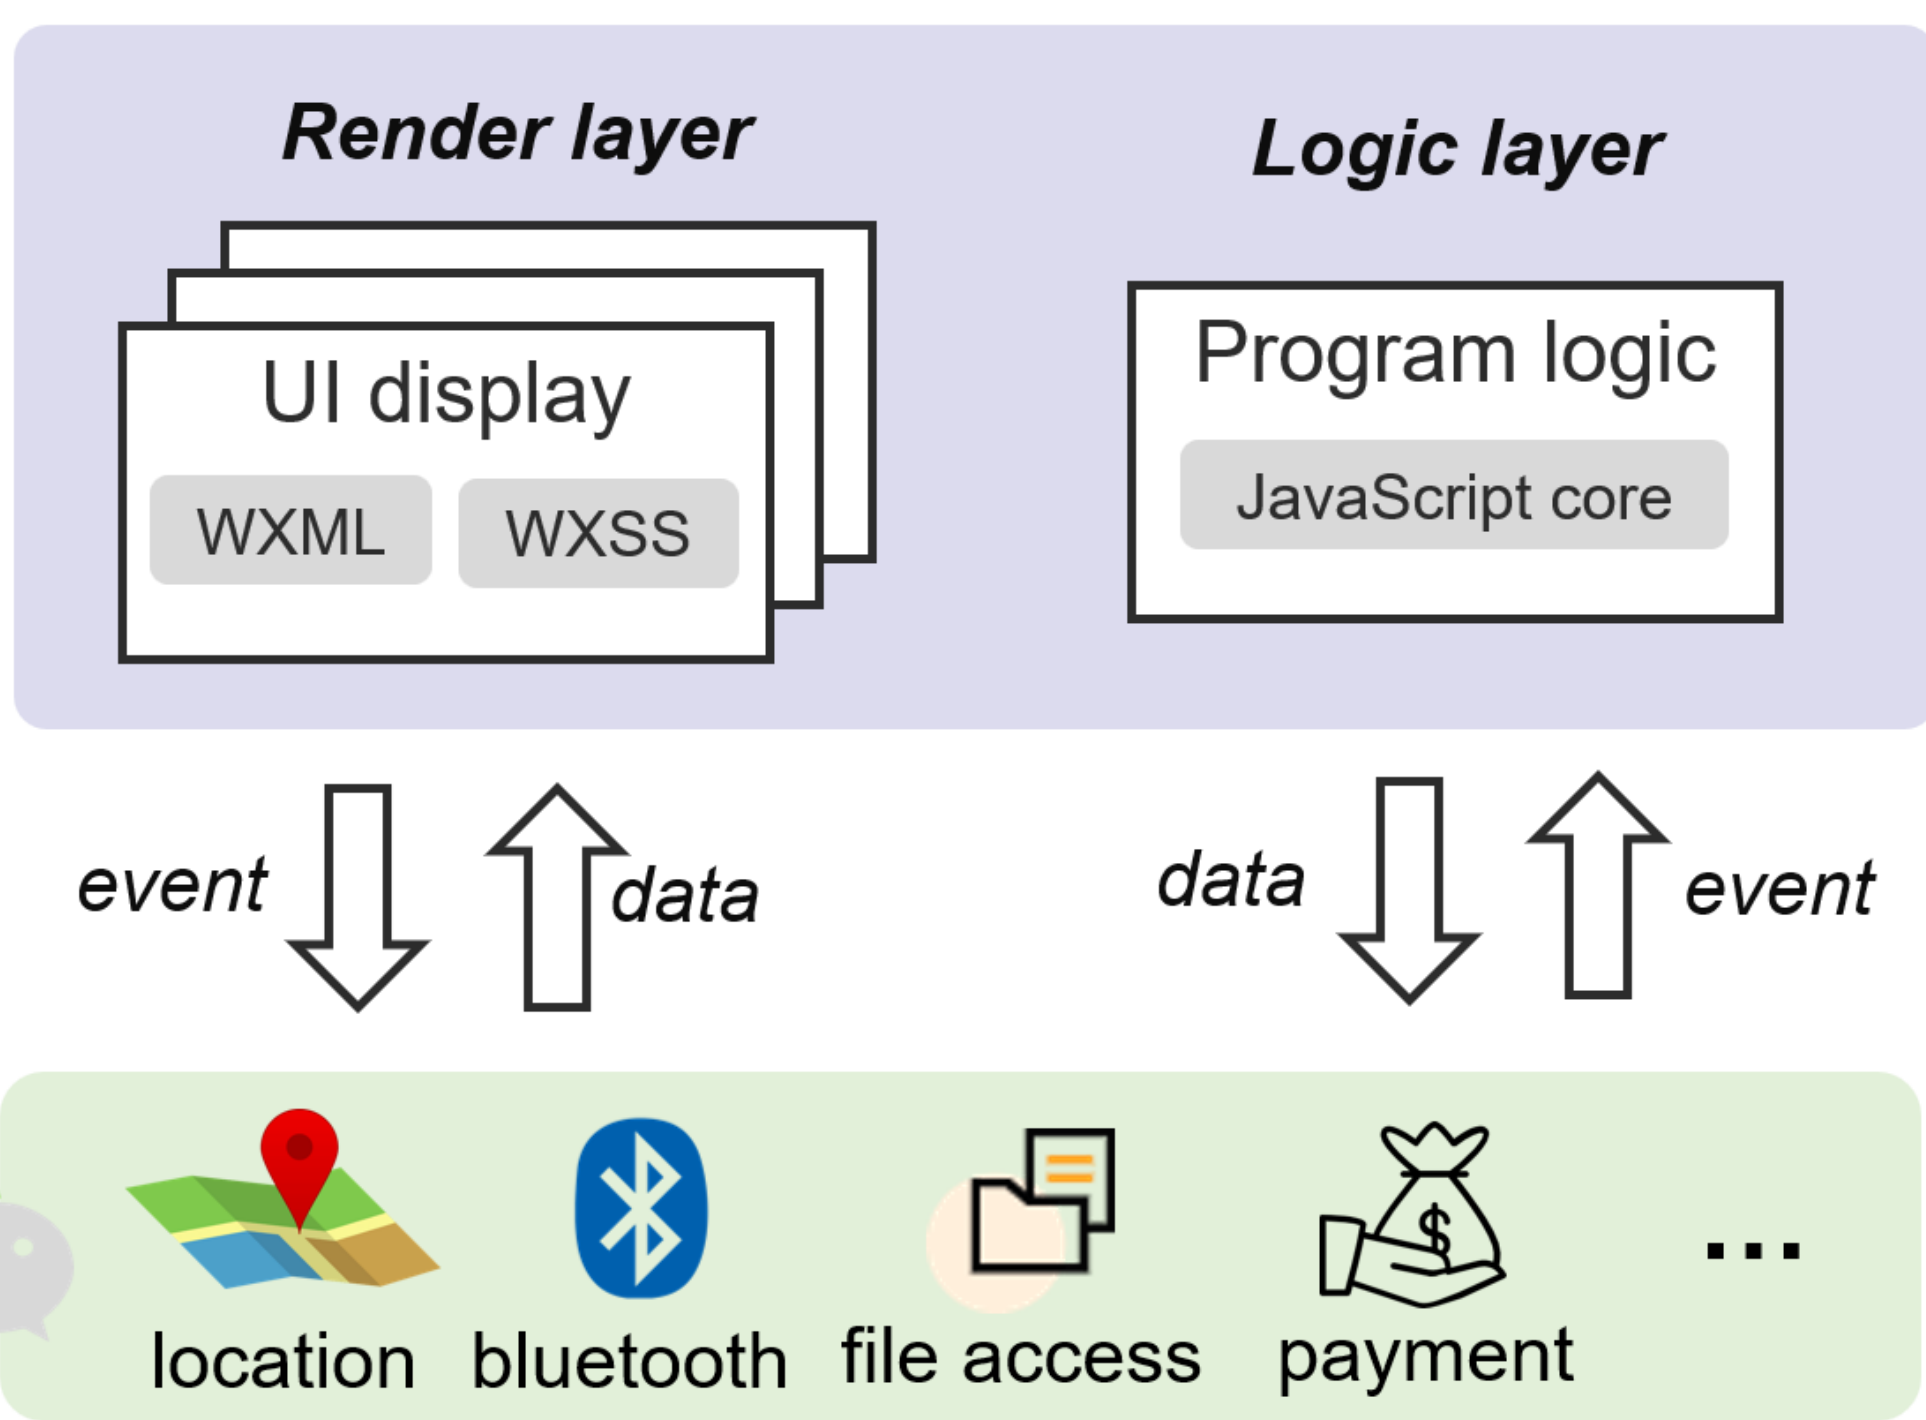 Render layer
Logic layer
UI display
WXML
WXSS
Program logic
JavaScript core
event
data
data
event
$
...
location
bluetooth
file access
payment